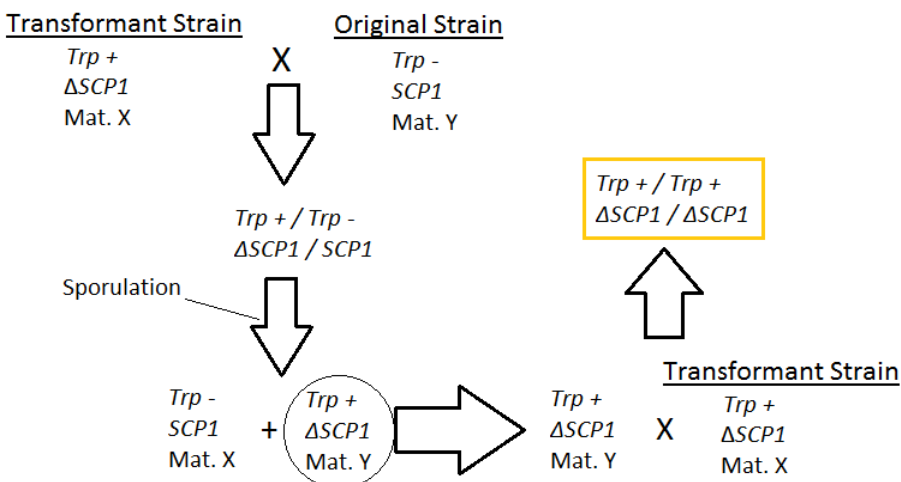 Transformant Strain
Trp +
ΔSCP1
Mat. X
X
Original Strain
Trp -
SCP1
Mat. Y
Trp + / Trp -
ΔSCP1 / SCP1
Sporulation
Trp -
SCP1
Mat. X
+
Trp +
ΔSCP1
Mat. Y
Trp +
ΔSCP1
Mat. Y
X
Transformant Strain
Trp +
ΔSCP1
Mat. X
Trp + / Trp +
ΔSCP1 / ΔSCP1